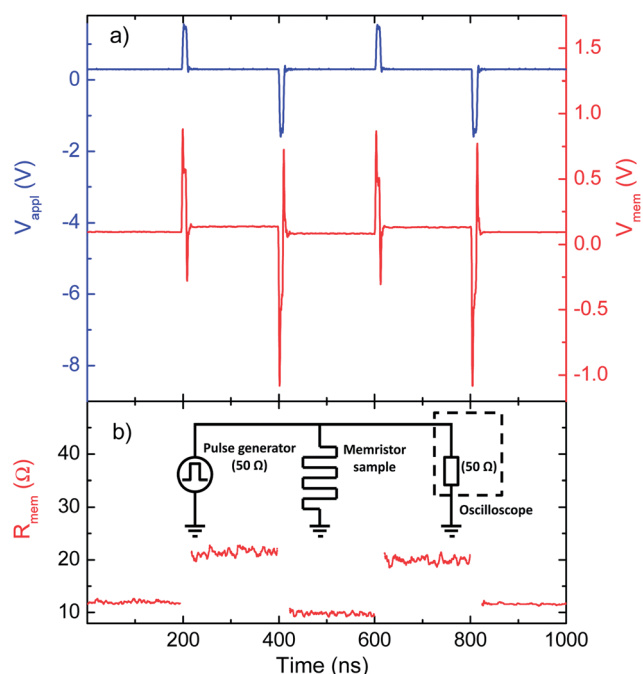 a)
0
-2
-4
-6
-8
V_appl (V)
1.5
1.0
0.5
0.0
-0.5
-1.0
V_mem (V)
b)
Pulse generator
(50 Ω)
Memristor
sample
(50 Ω)
Oscilloscope
40
30
20
10
R_mem (Ω)
0
200
400
600
800
1000
Time (ns)